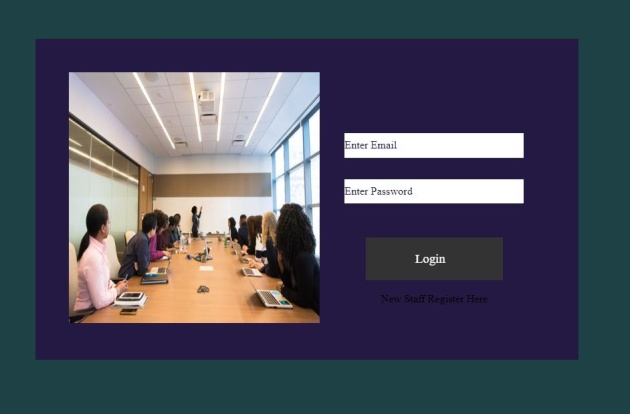 Enter Email
Enter Password
Login
New Staff Register Here